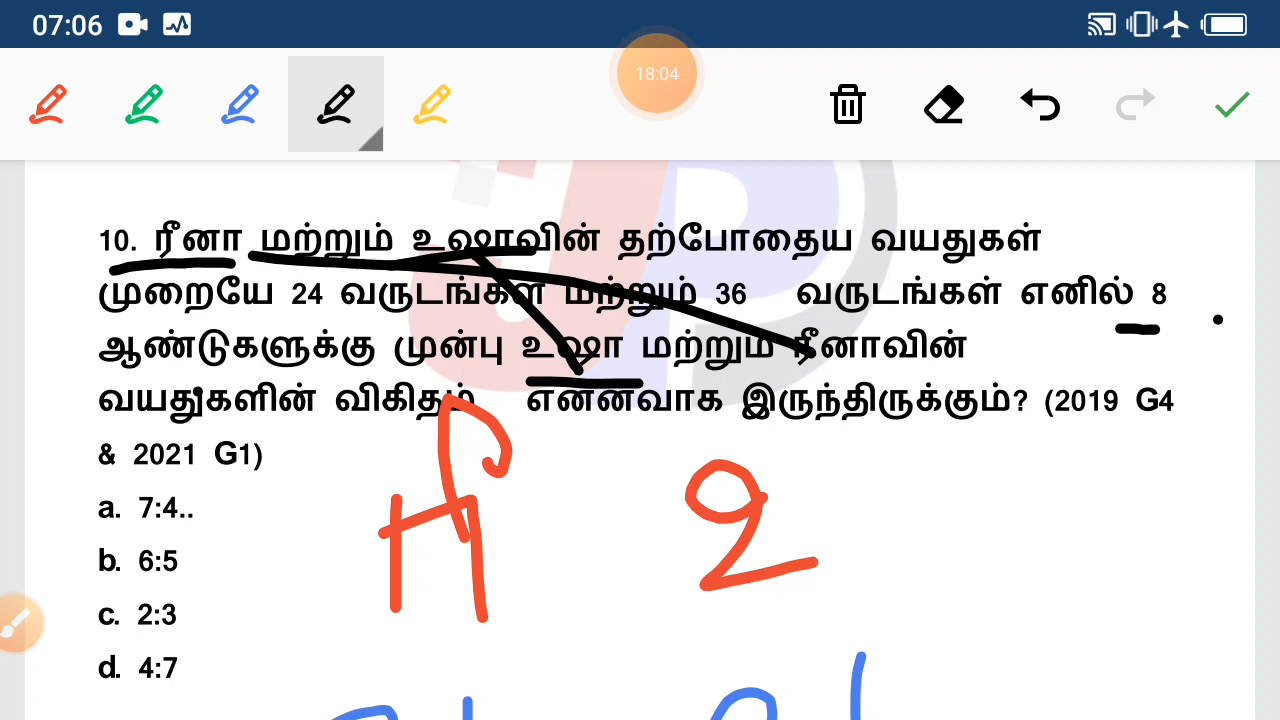 07:06
18:04
10. ரீனா மற்றும் உஷாவின் தற்போதைய வயதுகள்
முறையே 24 வருடங்கள் மற்றும் 36 வருடங்கள் எனில் 8
ஆண்டுகளுக்கு முன்பு உஷா மற்றும் ரீனாவின்
வயதுகளின் விகிதம் என்னவாக இருந்திருக்கும்? (2019 G4
& 2021 G1)
a. 7:4..
ரீ உ
b. 6:5
c. 2:3
d. 4:7